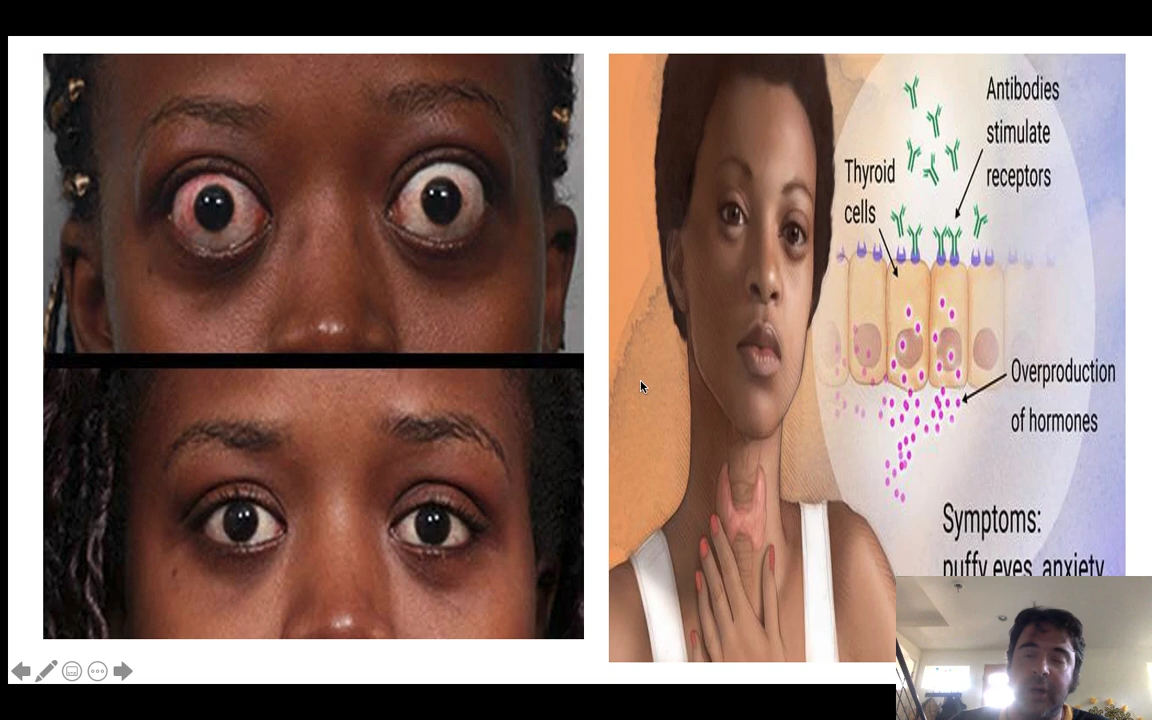 Antibodies
stimulate
receptors
Thyroid
cells
Overproduction
of hormones
Symptoms:
puffy eyes, anxiety